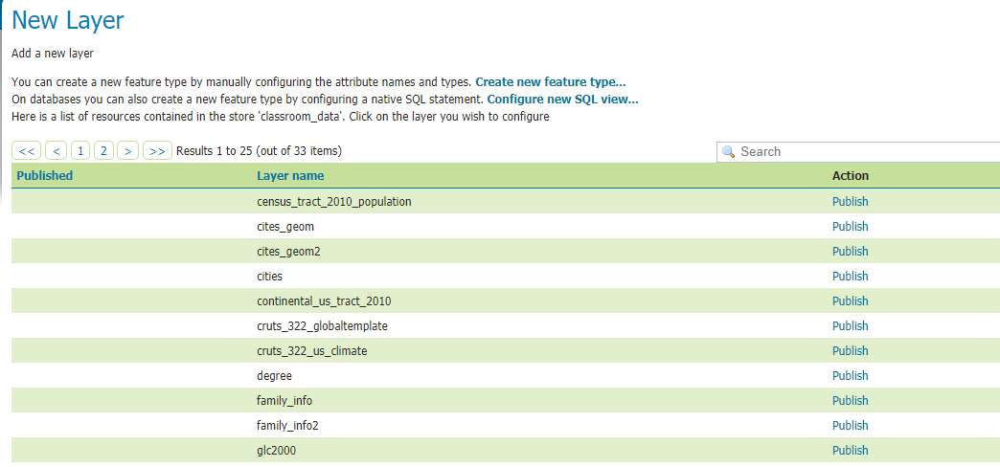 New Layer
Add a new layer
You can create a new feature type by manually configuring the attribute names and types. Create new feature type...
On databases you can also create a new feature type by configuring a native SQL statement. Configure new SQL view...
Here is a list of resources contained in the store 'classroom_data'. Click on the layer you wish to configure
<< < 1 2 > >> Results 1 to 25 (out of 33 items) Search
Published Layer name Action
census_tract_2010_population Publish
cites_geom Publish
cites_geom2 Publish
cities Publish
continental_us_tract_2010 Publish
cruts_322_globaltemplate Publish
cruts_322_us_climate Publish
degree Publish
family_info Publish
family_info2 Publish
glc2000 Publish